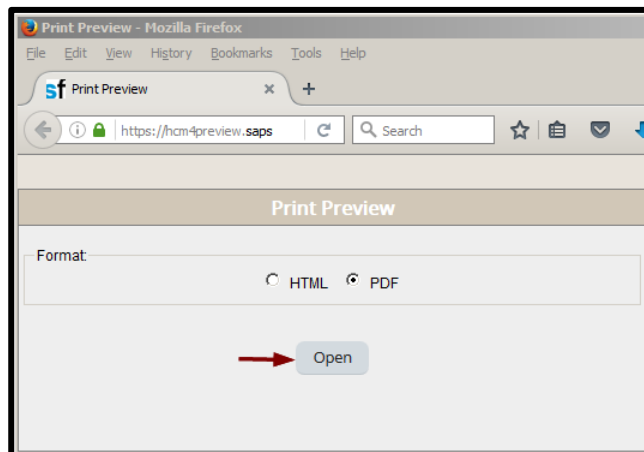 Print Preview - Mozilla Firefox
File Edit View History Bookmarks Tools Help
sf Print Preview × +
https://hcm4preview.saps Search
Print Preview
Format:
HTML PDF
Open